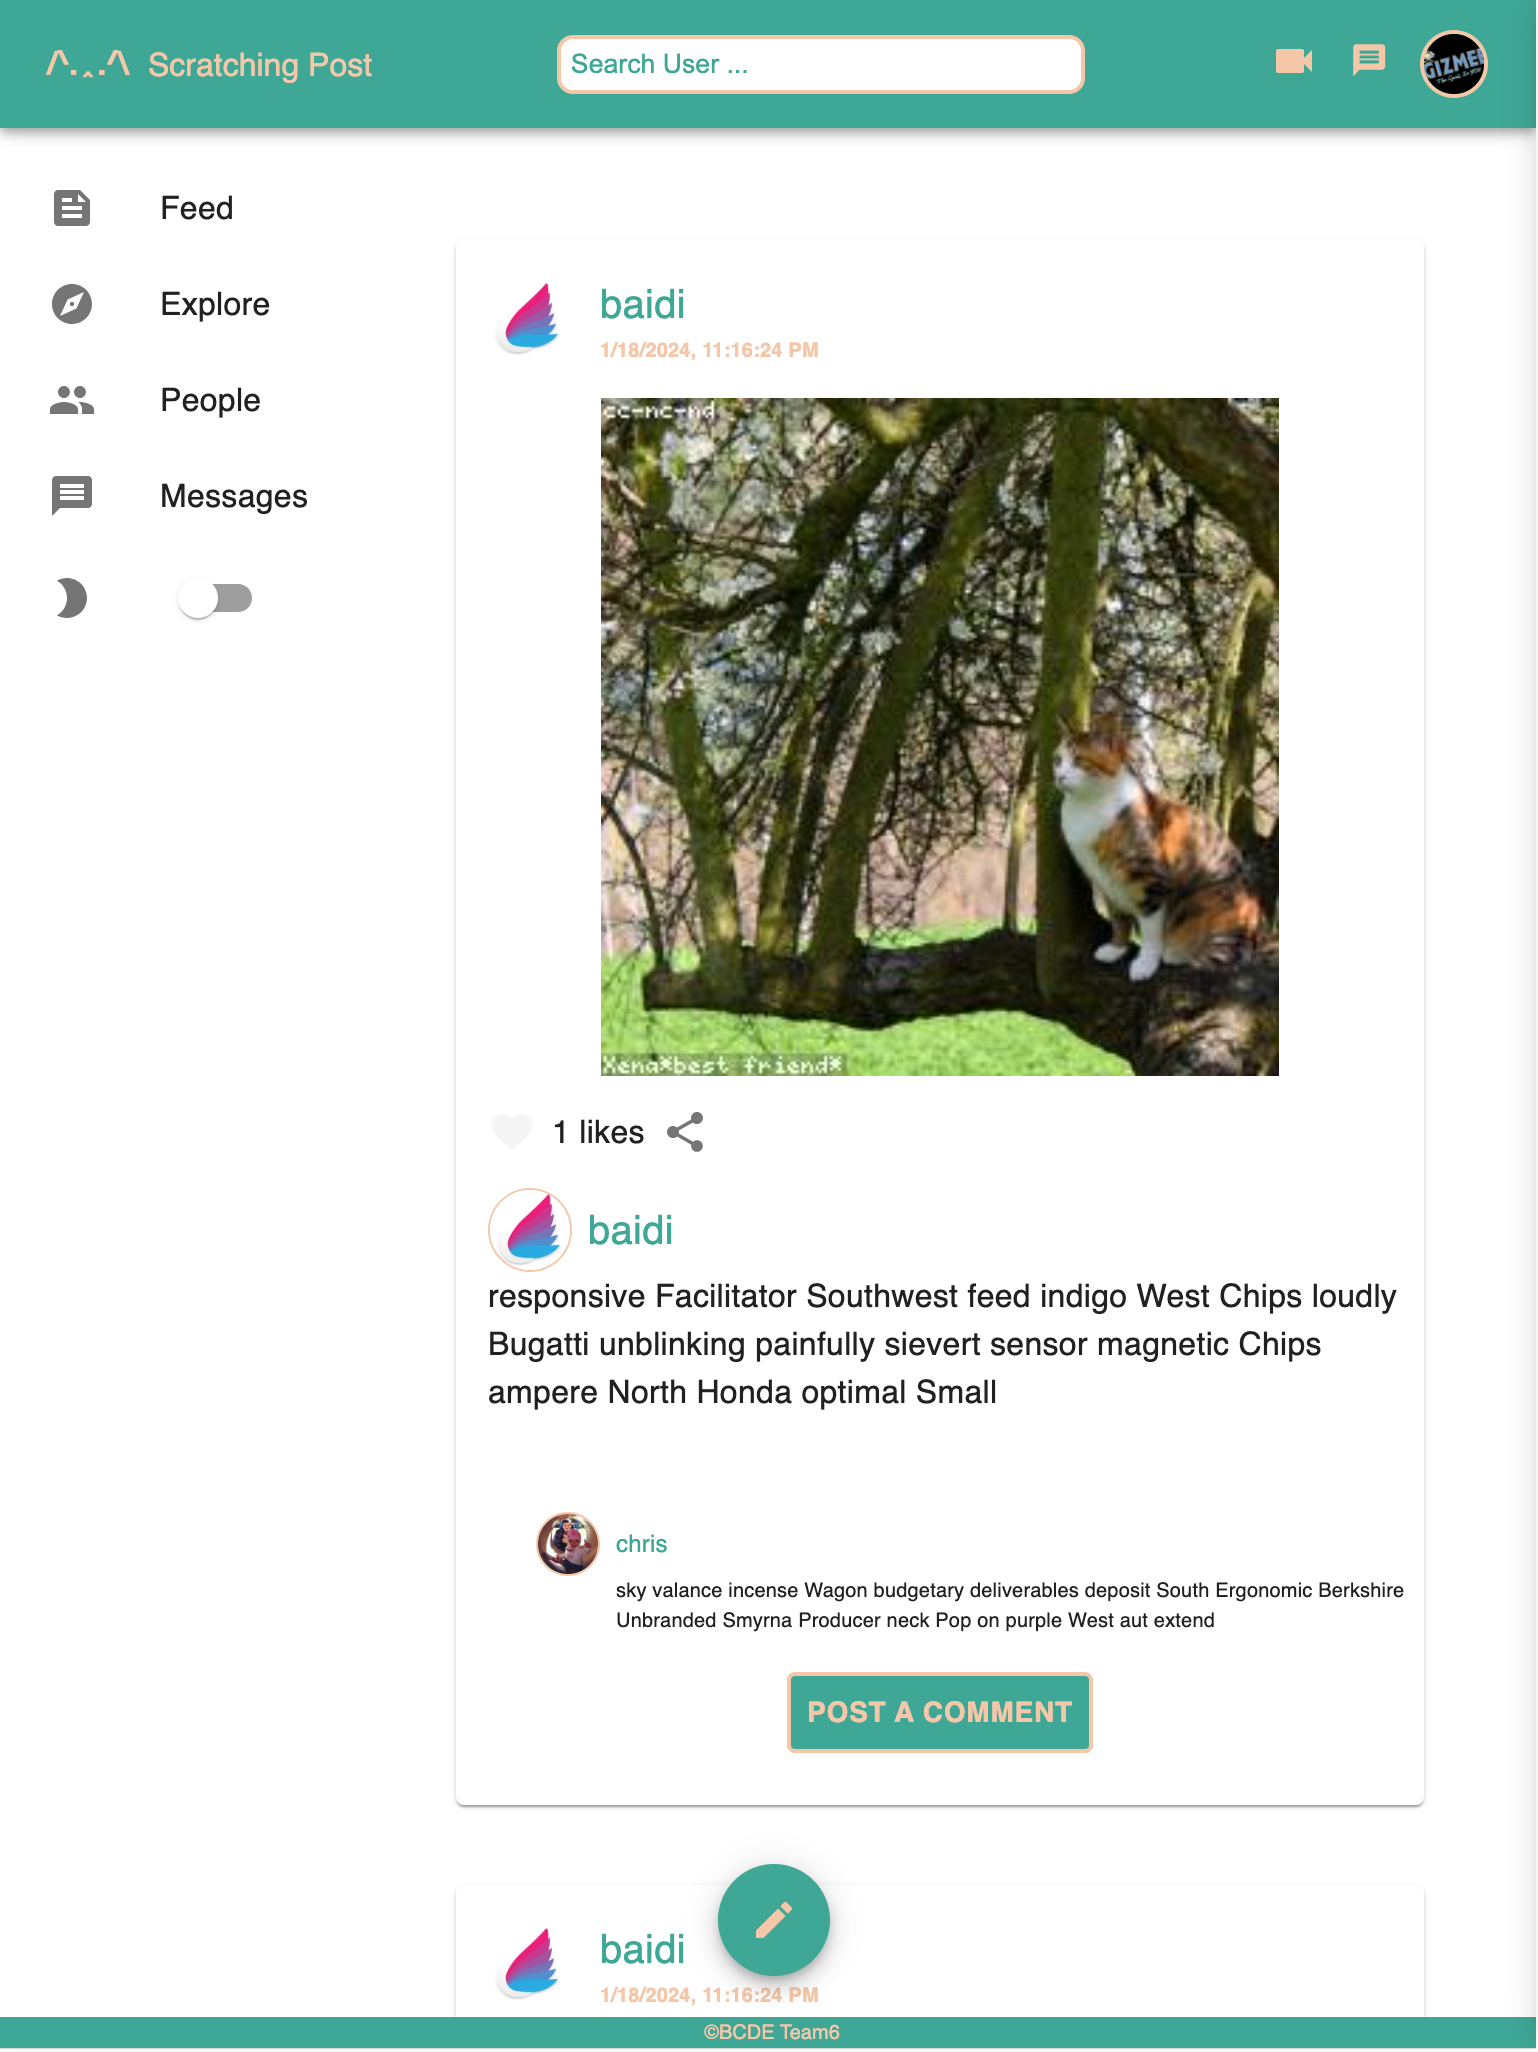 /\.‸./\ Scratching Post
Search User ...
GIZMEE
Feed
Explore
People
Messages
baidi
1/18/2024, 11:16:24 PM
cc-nc-nd
Xena*best friend*
1 likes
baidi
responsive Facilitator Southwest feed indigo West Chips loudly
Bugatti unblinking painfully sievert sensor magnetic Chips
ampere North Honda optimal Small
chris
sky valance incense Wagon budgetary deliverables deposit South Ergonomic Berkshire
Unbranded Smyrna Producer neck Pop on purple West aut extend
POST A COMMENT
baidi
1/18/2024, 11:16:24 PM
©BCDE Team6